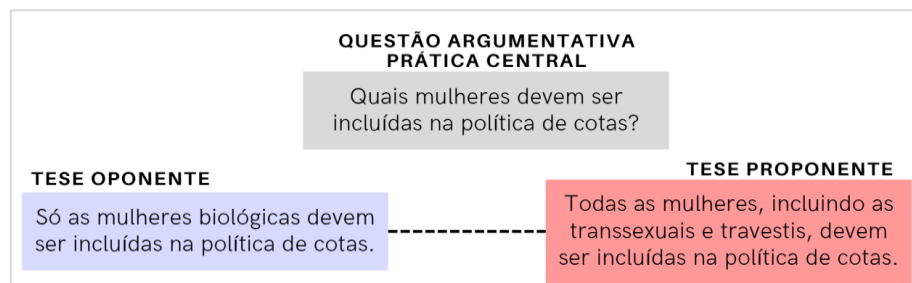 QUESTÃO ARGUMENTATIVA
PRÁTICA CENTRAL
Quais mulheres devem ser
incluídas na política de cotas?
TESE OPONENTE
Só as mulheres biológicas devem
ser incluídas na política de cotas.
TESE PROPONENTE
Todas as mulheres, incluindo as
transsexuais e travestis, devem
ser incluídas na política de cotas.